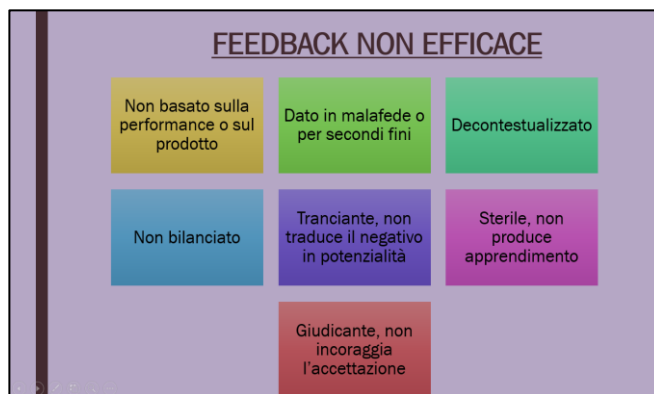 FEEDBACK NON EFFICACE
Non basato sulla
performance o sul
prodotto
Dato in malafede o
per secondi fini
Decontestualizzato
Non bilanciato
Tranciante, non
traduce il negativo
in potenzialità
Sterile, non
produce
apprendimento
Giudicante, non
incoraggia
l'accettazione